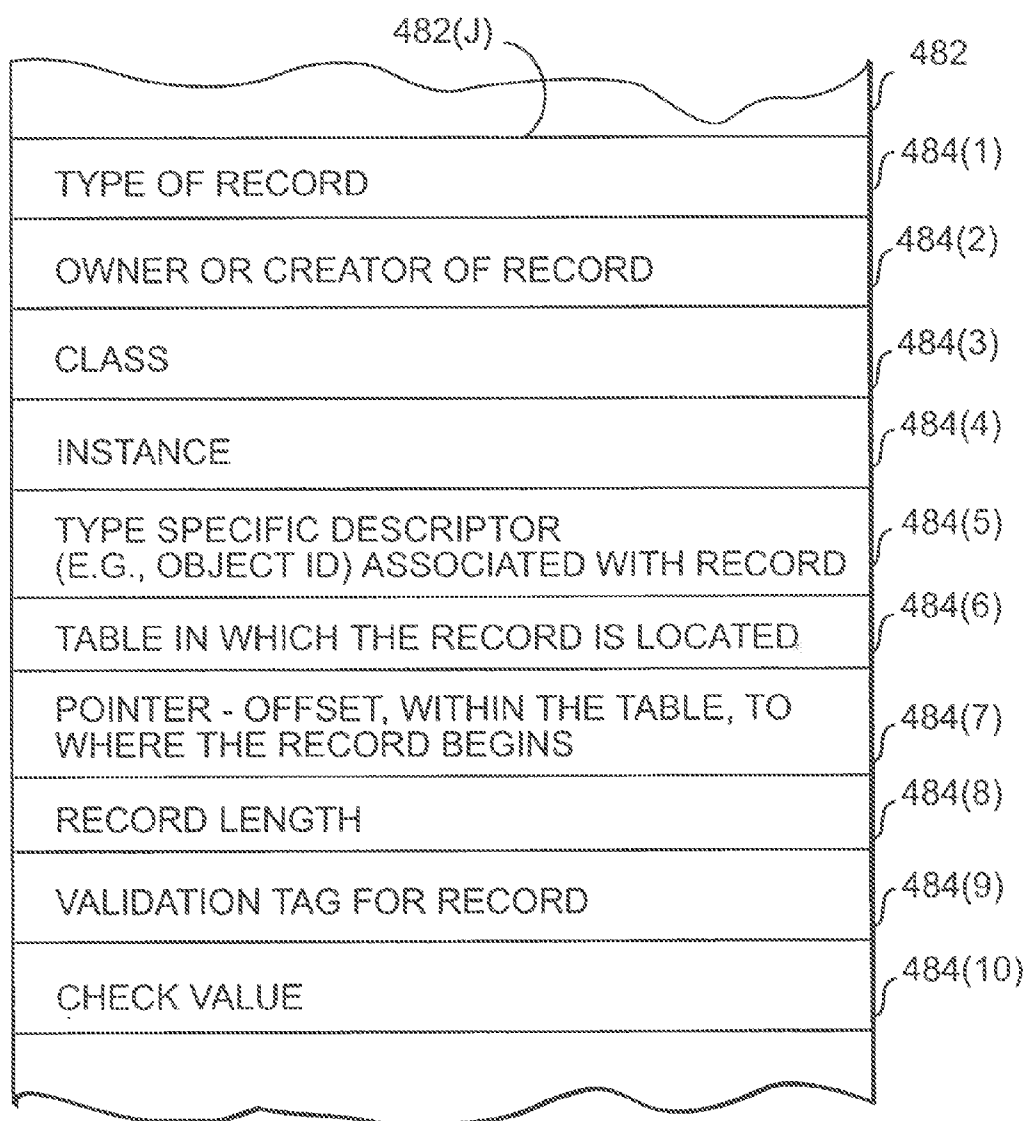 482(J)
482
484(1)
TYPE OF RECORD
484(2)
OWNER OR CREATOR OF RECORD
484(3)
CLASS
484(4)
INSTANCE
484(5)
TYPE SPECIFIC DESCRIPTOR
(E.G., OBJECT ID) ASSOCIATED WITH RECORD
484(6)
TABLE IN WHICH THE RECORD IS LOCATED
484(7)
POINTER - OFFSET, WITHIN THE TABLE, TO
WHERE THE RECORD BEGINS
484(8)
RECORD LENGTH
484(9)
VALIDATION TAG FOR RECORD
484(10)
CHECK VALUE